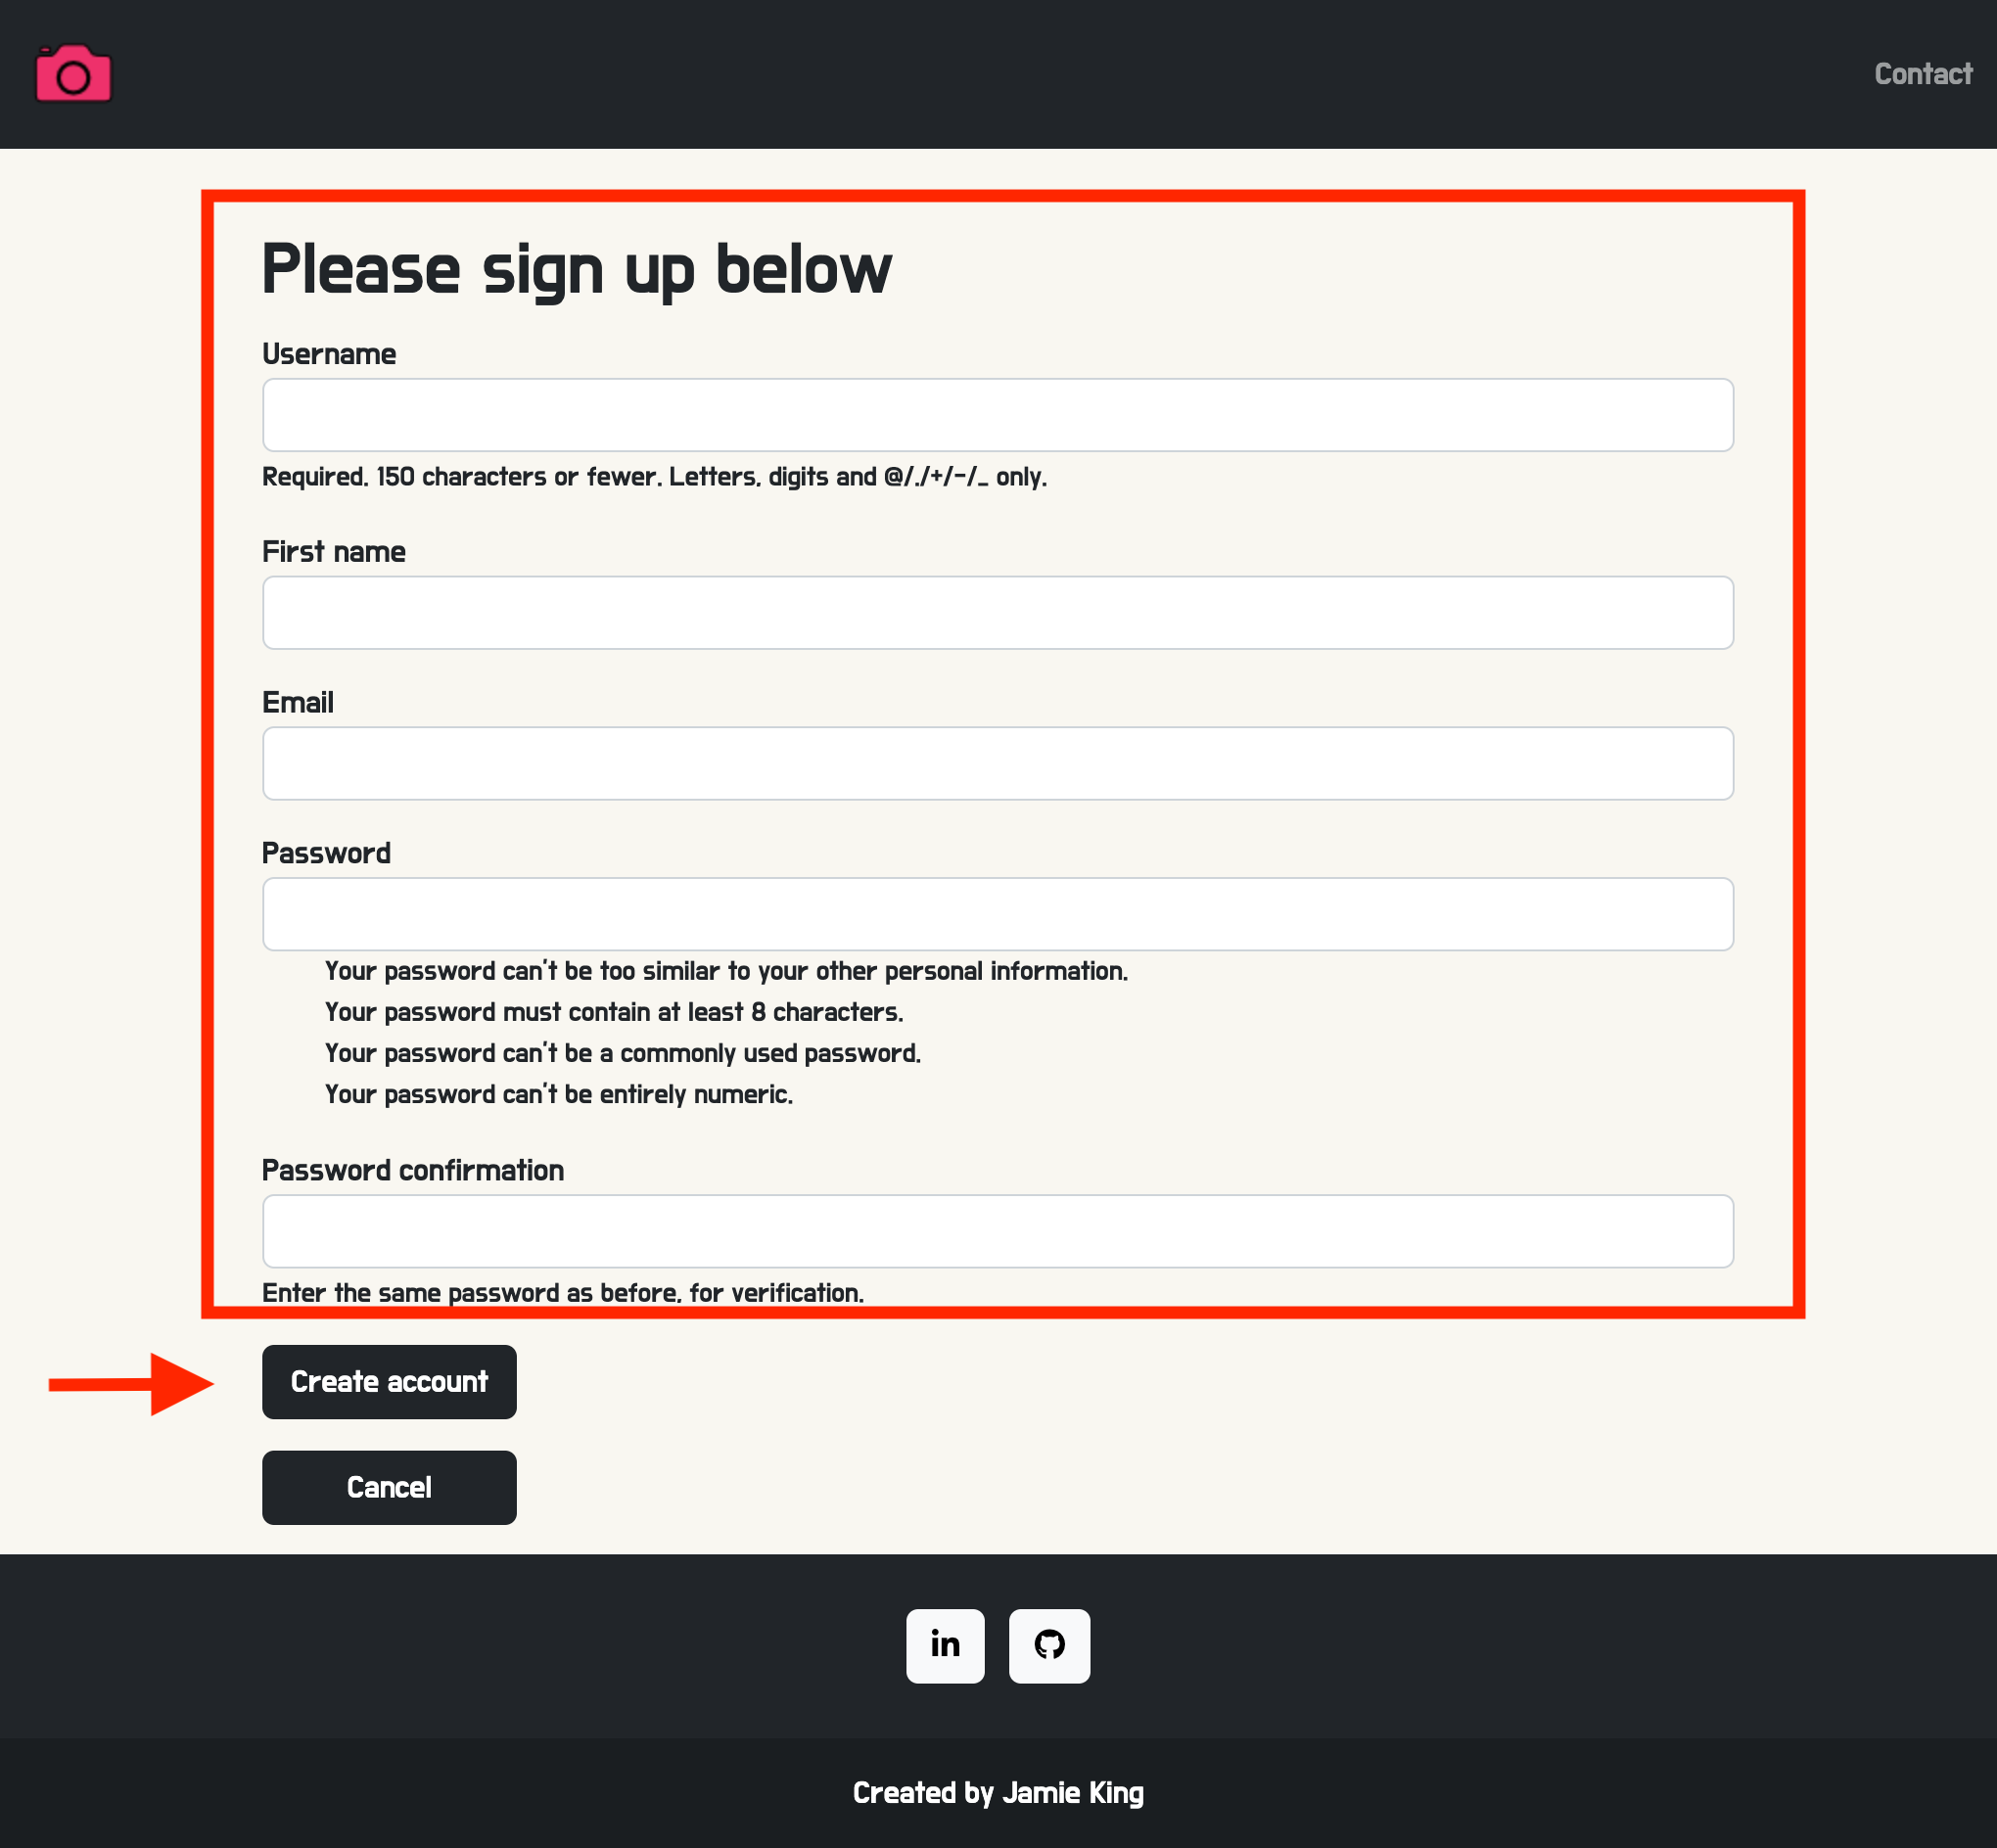 Contact
Please sign up below
Username
Required. 150 characters or fewer. Letters, digits and @/./+/-/_ only.
First name
Email
Password
Your password can't be too similar to your other personal information.
Your password must contain at least 8 characters.
Your password can't be a commonly used password.
Your password can't be entirely numeric.
Password confirmation
Enter the same password as before, for verification.
Create account
Cancel
in
Created by Jamie King